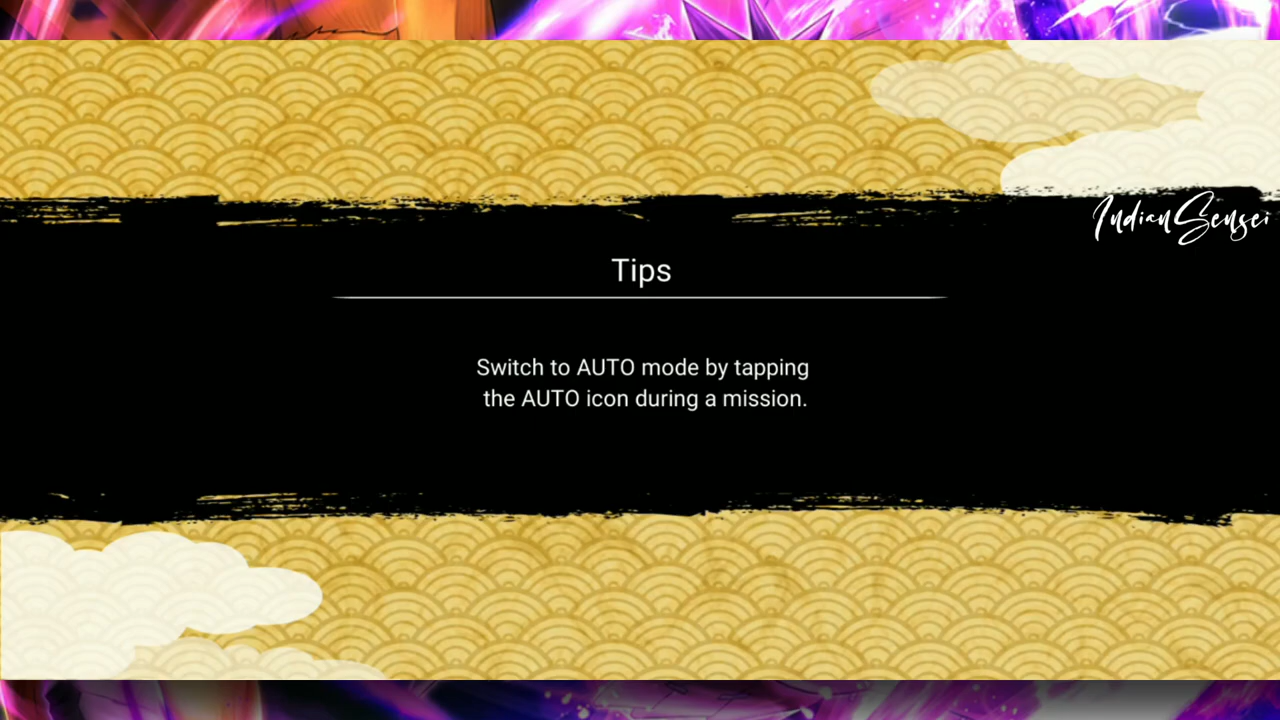 IndianSensei
Tips
Switch to AUTO mode by tapping
the AUTO icon during a mission.